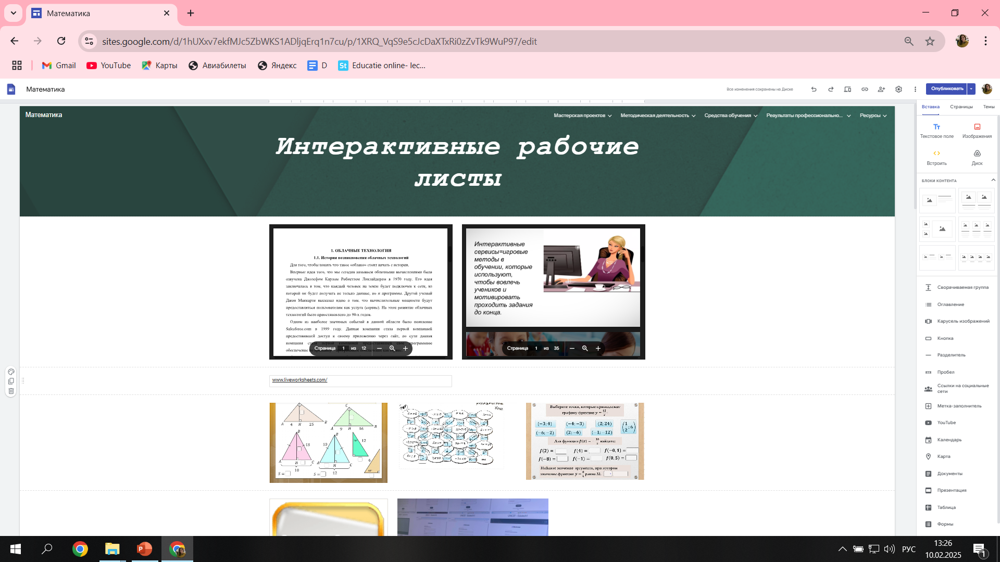 Математика
sites.google.com/d/1hUXxv7ekfMJc5ZbWKS1ADljqErq1n7cu/p/1XRQ_VqS9e5cJcDaXTxRi0zZvTk9WuP97/edit
Gmail
YouTube
Карты
Авиабилеты
Яндекс
D
Educatie online- lec...
Математика
Все изменения сохранены на Диске
Опубликовать
Математика
Мастерская проектов
Методическая деятельность
Средства обучения
Результаты профессионально...
Ресурсы
Интерактивные рабочие
листы
Вставка
Страницы
Темы
Текстовое поле
Изображения
Встроить
Диск
БЛОКИ КОНТЕНТА
1. ОБЛАЧНЫЕ ТЕХНОЛОГИИ
1.1. История возникновения облачных технологий
Для того, чтобы понять что такое «облако» стоит начать с истории.
Впервые идея того, что мы сегодня называем облачными вычислениями была
озвучена Джозефом Карлом Робнеттом Ликлайдером в 1970 году. Его идея
заключалась в том, что каждый человек на земле будет подключен к сети, из
которой он будет получать не только данные, но и программы. Другой ученый
Джон Маккарти высказал идею о том, что вычислительные мощности будут
предоставляться пользователям как услуга (сервис). На этом развитие облачных
технологий было приостановлено до 90-х годов.
Одним из наиболее значимых событий в данной области было появление
Salesforce.com в 1999 году. Данная компания стала первой компанией
предоставившей доступ к своему приложению через сайт, по сути данная
компания стала первой компанией предоставившей свое программное
обеспечение
Страница 1 из 12
Интерактивные
сервисы=игровые
методы в
обучении, которые
используют,
чтобы вовлечь
учеников и
мотивировать
проходить задания
до конца.
Страница 1 из 35
www.liveworksheets.com/
A 4 H 25 B
C
A 9 H 16 B
B
13
A H C
10
S =
B
10
A H C
12
S =
12
6
Выберите точки, которые принадлежат
графику функции y = 12/x
(−3; 4) (−4; −3) (2; 24) (1/2; 6)
(−6; −2) (2; −6) (−1; −12)
Для функции f(x) = − 16/x найдите:
f(2) = f(4) = f(−0,1) =
f(−8) = f(−1) = f(0,5) =
Найдите значение аргумента, при котором
равно 32.
Сворачиваемая группа
Оглавление
Карусель изображений
Кнопка
Разделитель
Пробел
Ссылки на социальные
сети
Метка-заполнитель
YouTube
Календарь
Карта
Документы
Презентация
Таблица
Формы
РУС
13:26
10.02.2025
1